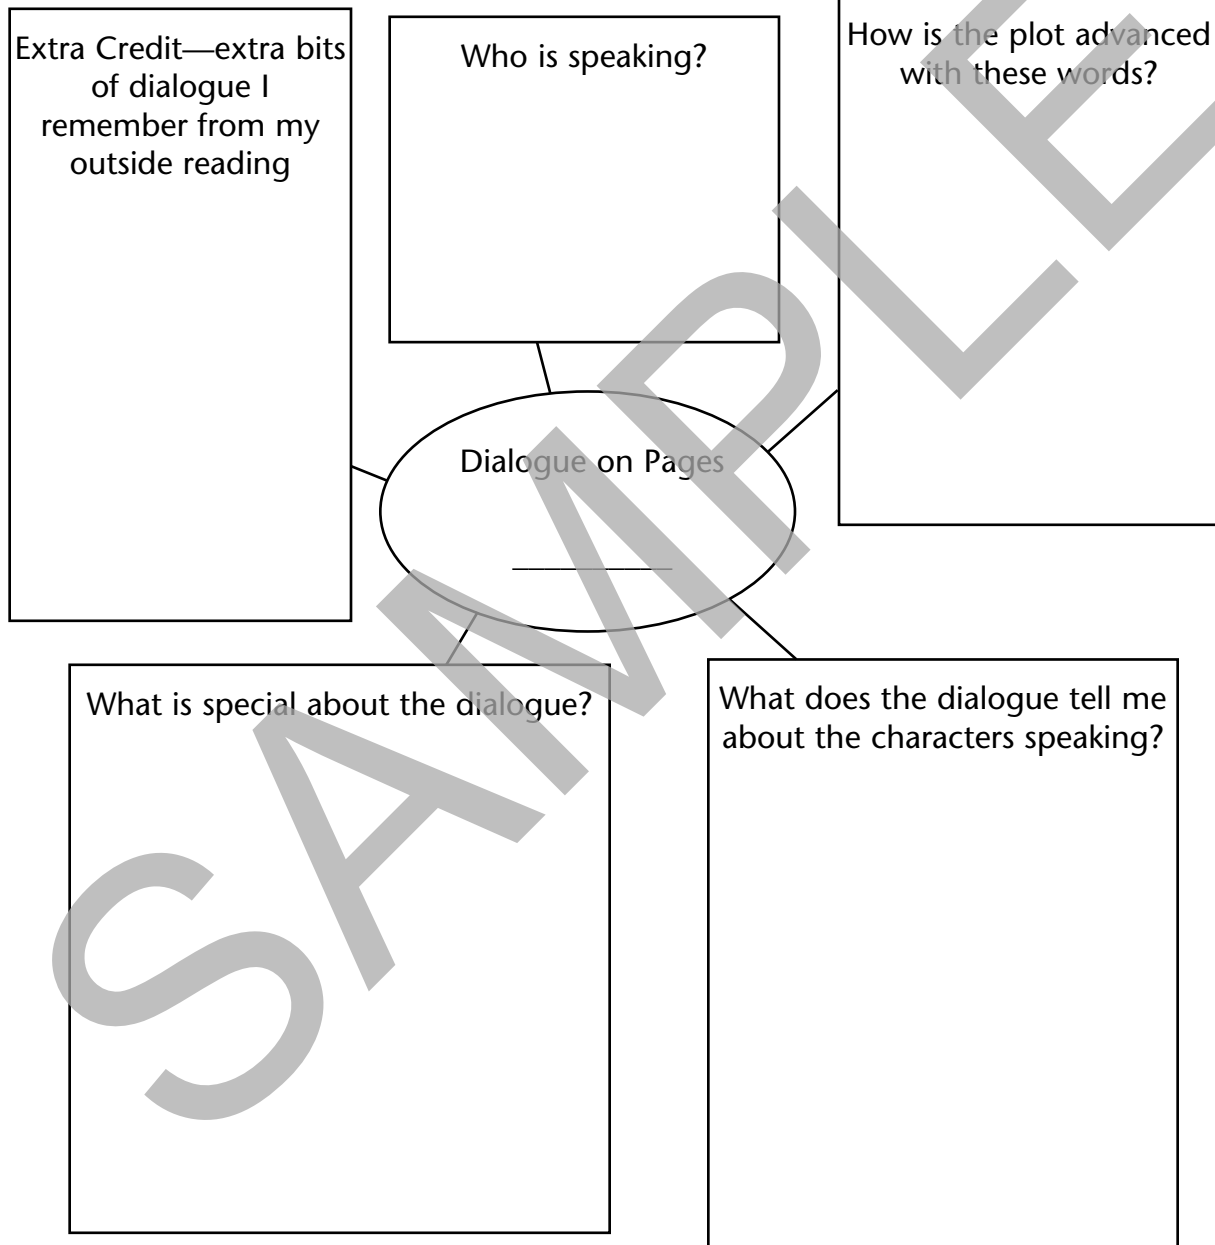 Extra Credit—extra bits
of dialogue I
remember from my
outside reading
Who is speaking?
How is the plot advanced
with these words?
Dialogue on Pages
__________
What is special about the dialogue?
What does the dialogue tell me
about the characters speaking?
SAMPLE